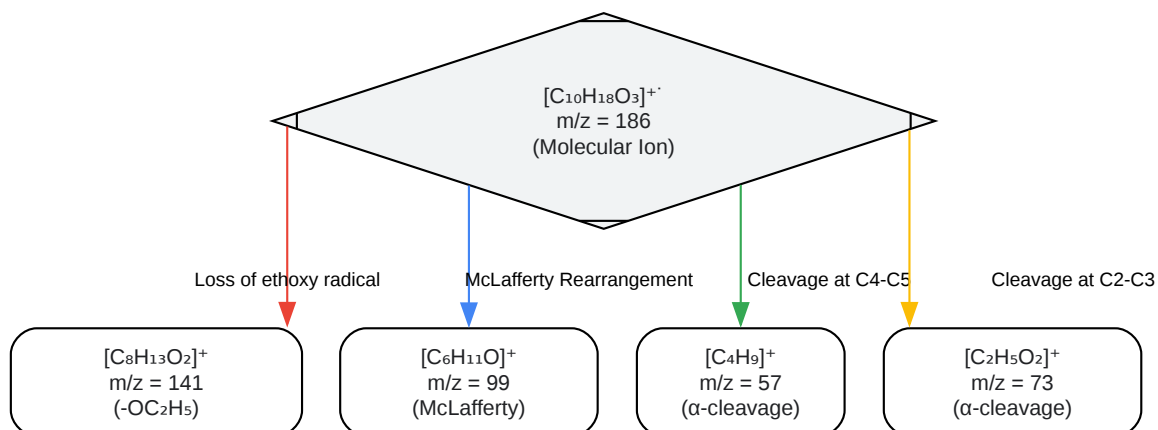 [C₁₀H₁₈O₃]⁺˙
m/z = 186
(Molecular Ion)
Loss of ethoxy radical
McLafferty Rearrangement
Cleavage at C4-C5
Cleavage at C2-C3
[C₈H₁₃O₂]⁺
m/z = 141
(-OC₂H₅)
[C₆H₁₁O]⁺
m/z = 99
(McLafferty)
[C₄H₉]⁺
m/z = 57
(α-cleavage)
[C₂H₅O₂]⁺
m/z = 73
(α-cleavage)